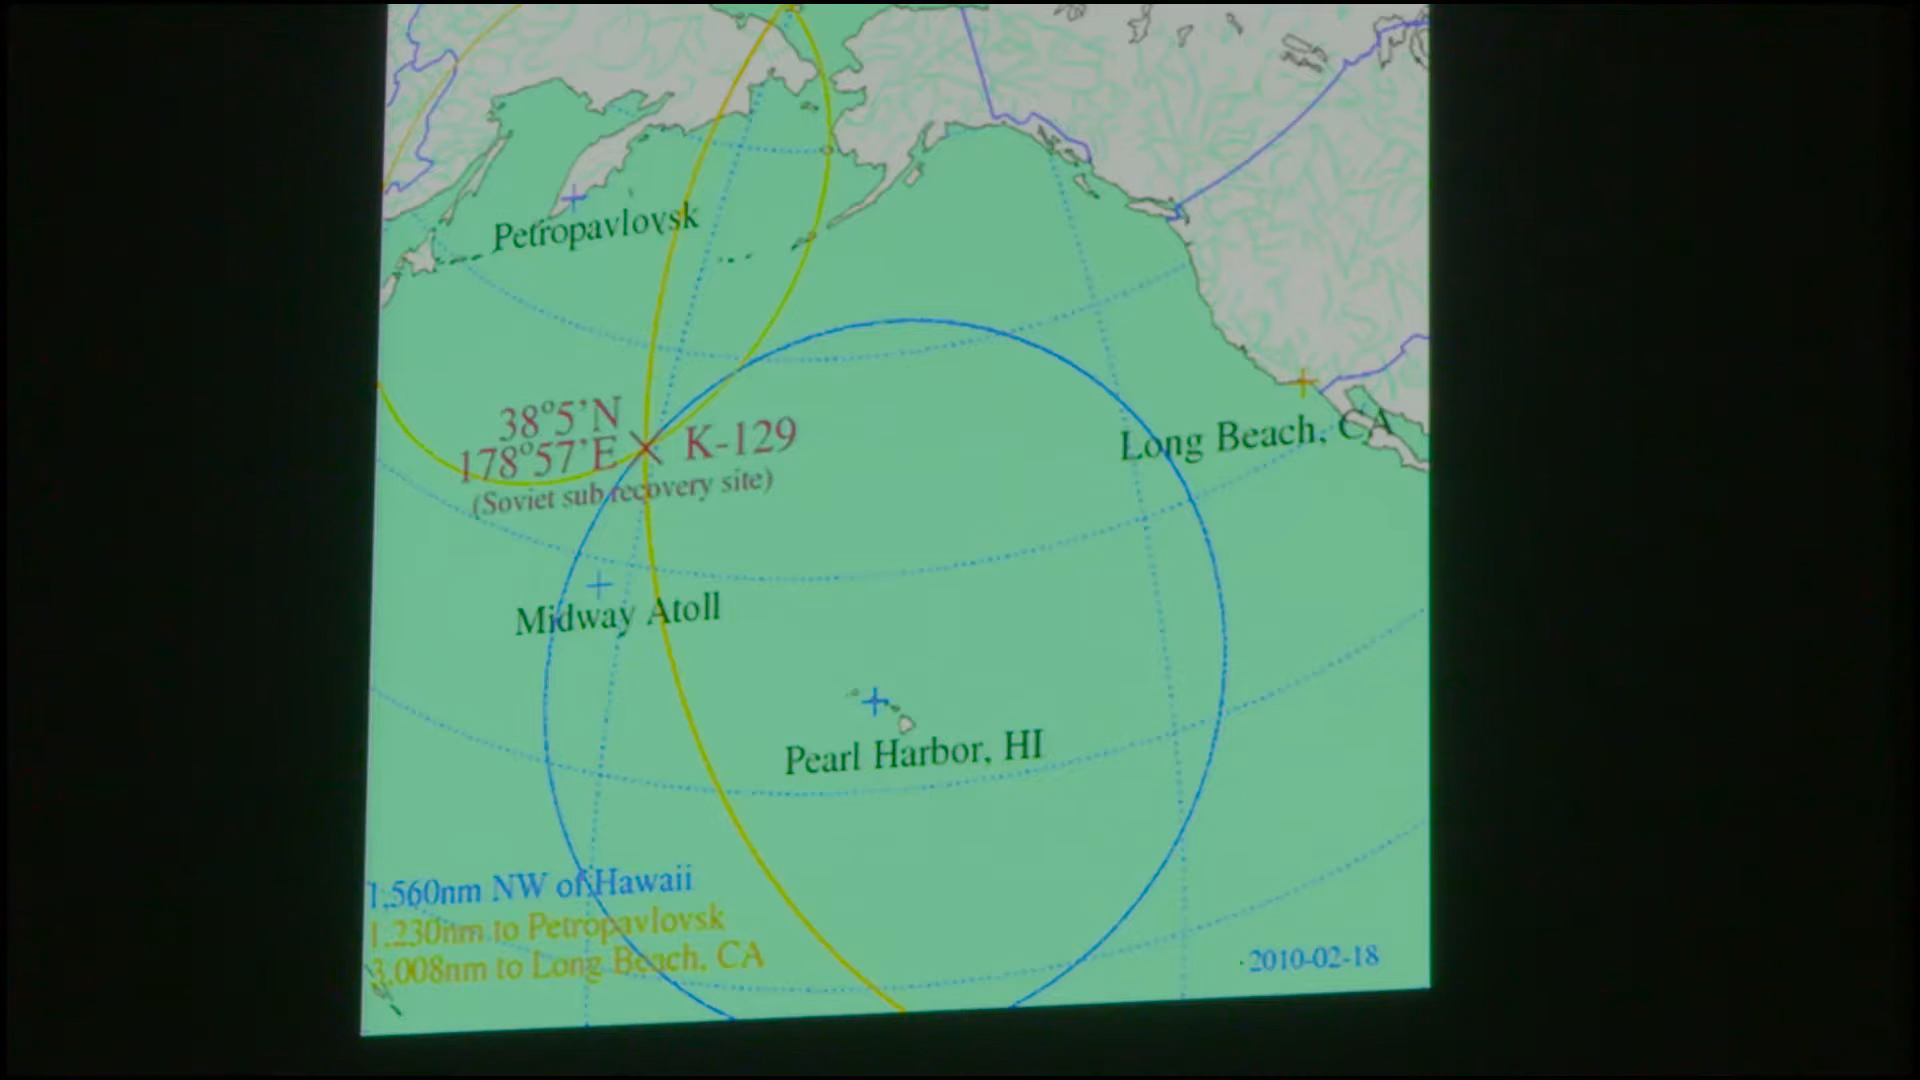 Petropavlovsk
38°5'N
178°57'E
K-129
(Soviet sub recovery site)
Long Beach, CA
Midway Atoll
Pearl Harbor, HI
1,560nm NW of Hawaii
1,230nm to Petropavlovsk
3,008nm to Long Beach, CA
2010-02-18